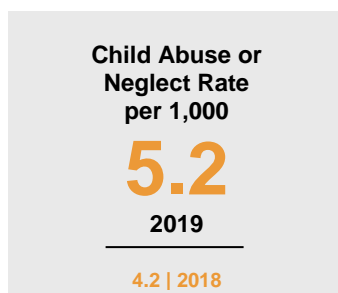 Child Abuse or
Neglect Rate
per 1,000
5.2
2019
4.2 | 2018